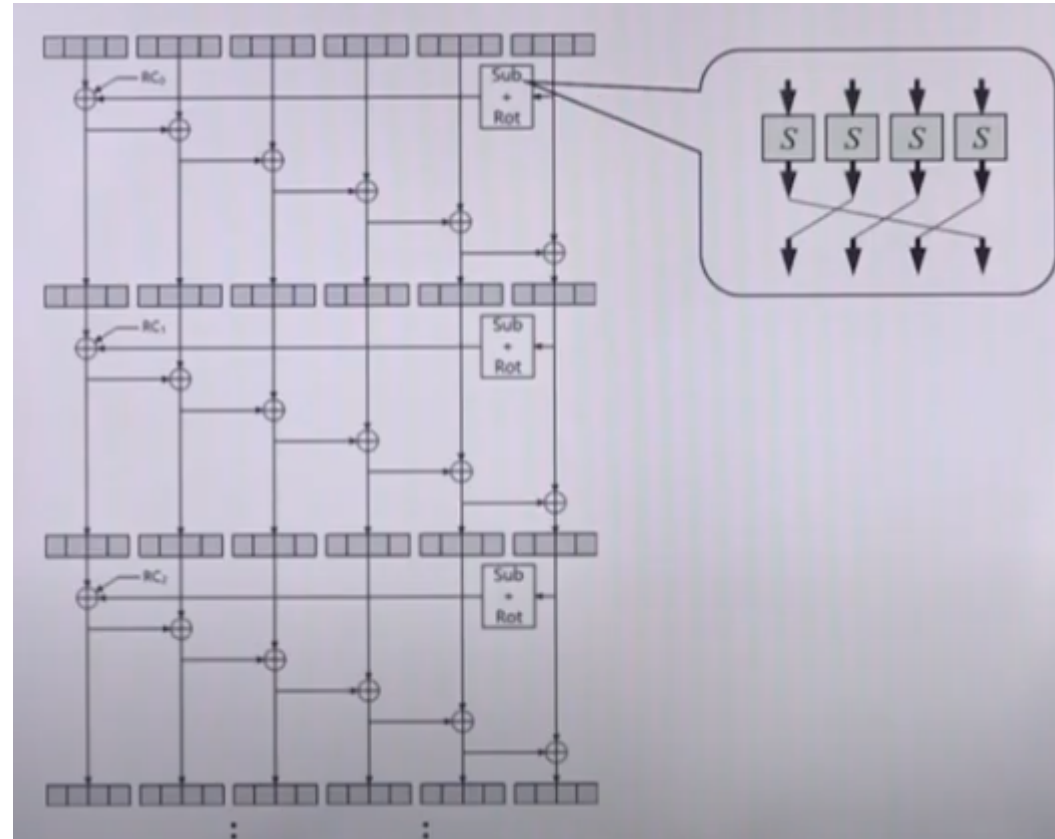 RC₀
Sub
+
Rot
S S S S
RC₁
Sub
+
Rot
RC₂
Sub
+
Rot